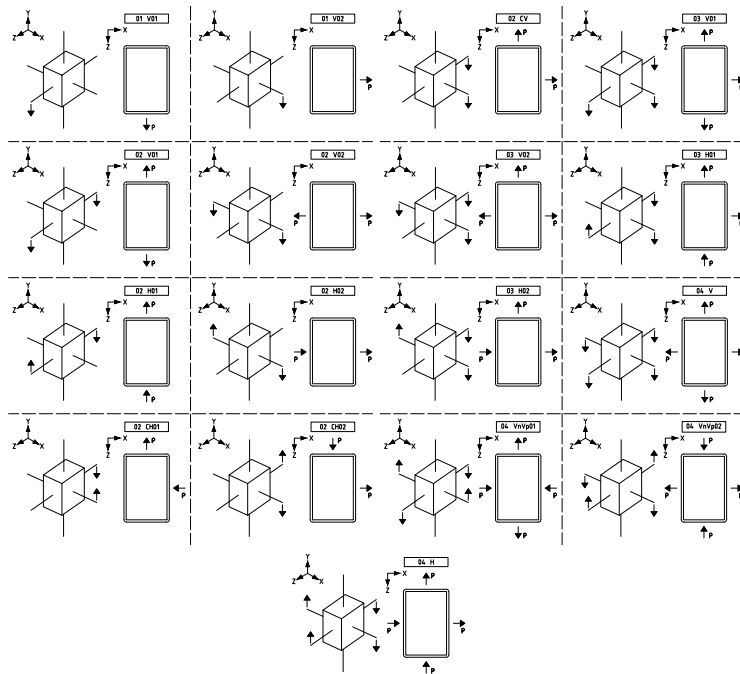 Y
01 V01
Z X
X
Z
P
Y
01 V02
Z X
X
Z
P
Y
02 CV
Z X
X
Z
P
P
Y
03 V01
Z X
X
Z
P
P
P
Y
02 V01
Z X
X
Z
P
P
Y
02 V02
Z X
X
Z
P P
Y
03 V02
Z X
X
Z
P
P P
Y
03 H01
Z X
X
Z
P
P
P
Y
02 H01
Z X
X
Z
P
P
Y
02 H02
Z X
X
Z
P P
Y
03 H02
Z X
X
Z
P
P P
Y
04 V
Z X
X
Z
P
P P
P
Y
02 CH01
Z X
X
Z
P
P
Y
02 CH02
Z X
X
Z
P
P
Y
04 VnVp01
Z X
X
Z
P
P P
P
Y
04 VnVp02
Z X
X
Z
P
P P
P
Y
04 H
Z X
X
Z
P
P P
P